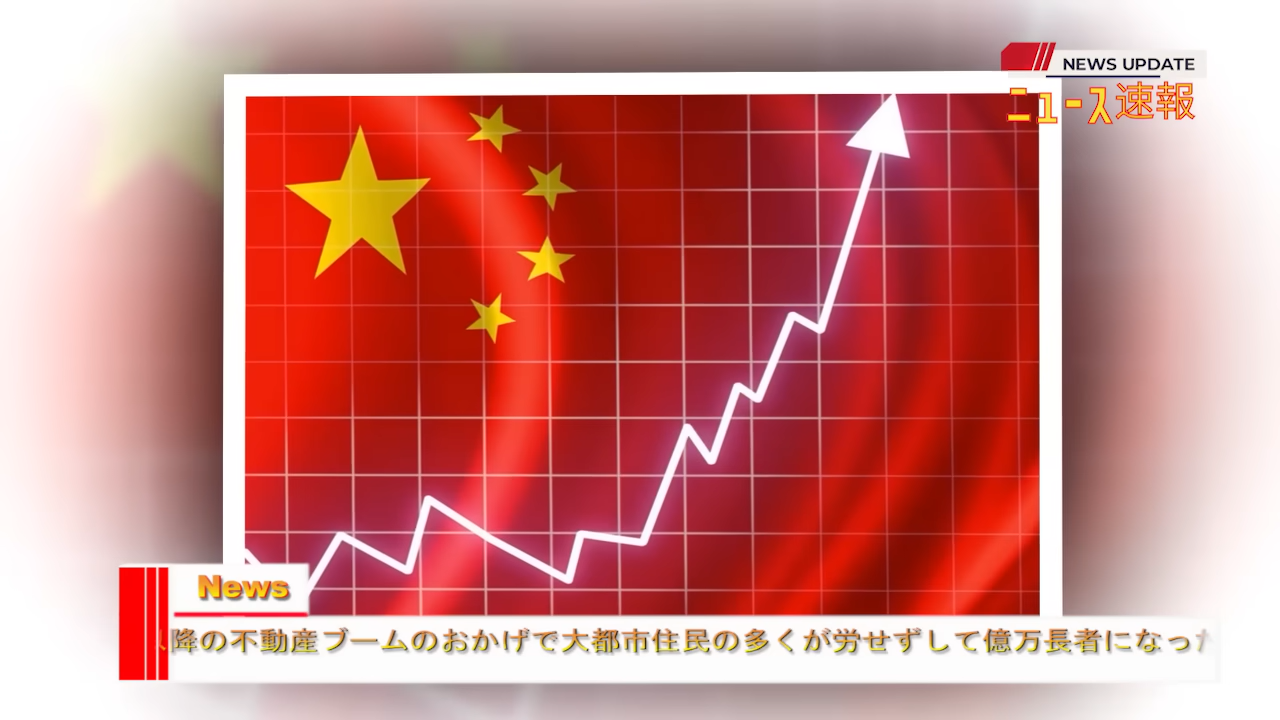 NEWS UPDATE
ニュース速報
News
降の不動産ブームのおかげで大都市住民の多くが労せずして億万長者になった